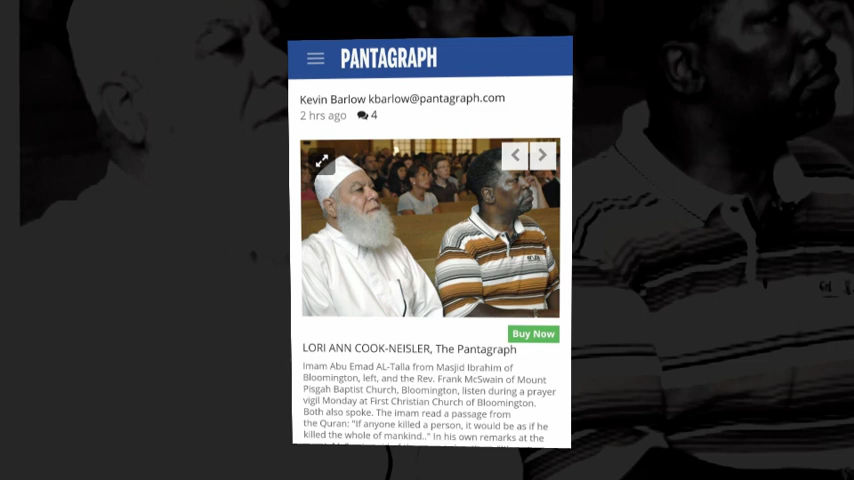 PANTAGRAPH
Kevin Barlow kbarlow@pantagraph.com
2 hrs ago 4
Buy Now
LORI ANN COOK-NEISLER, The Pantagraph
Imam Abu Emad AL-Talla from Masjid Ibrahim of
Bloomington, left, and the Rev. Frank McSwain of Mount
Pisgah Baptist Church, Bloomington, listen during a prayer
vigil Monday at First Christian Church of Bloomington.
Both also spoke. The imam read a passage from
the Quran: "If anyone killed a person, it would be as if he
killed the whole of mankind.." In his own remarks at the